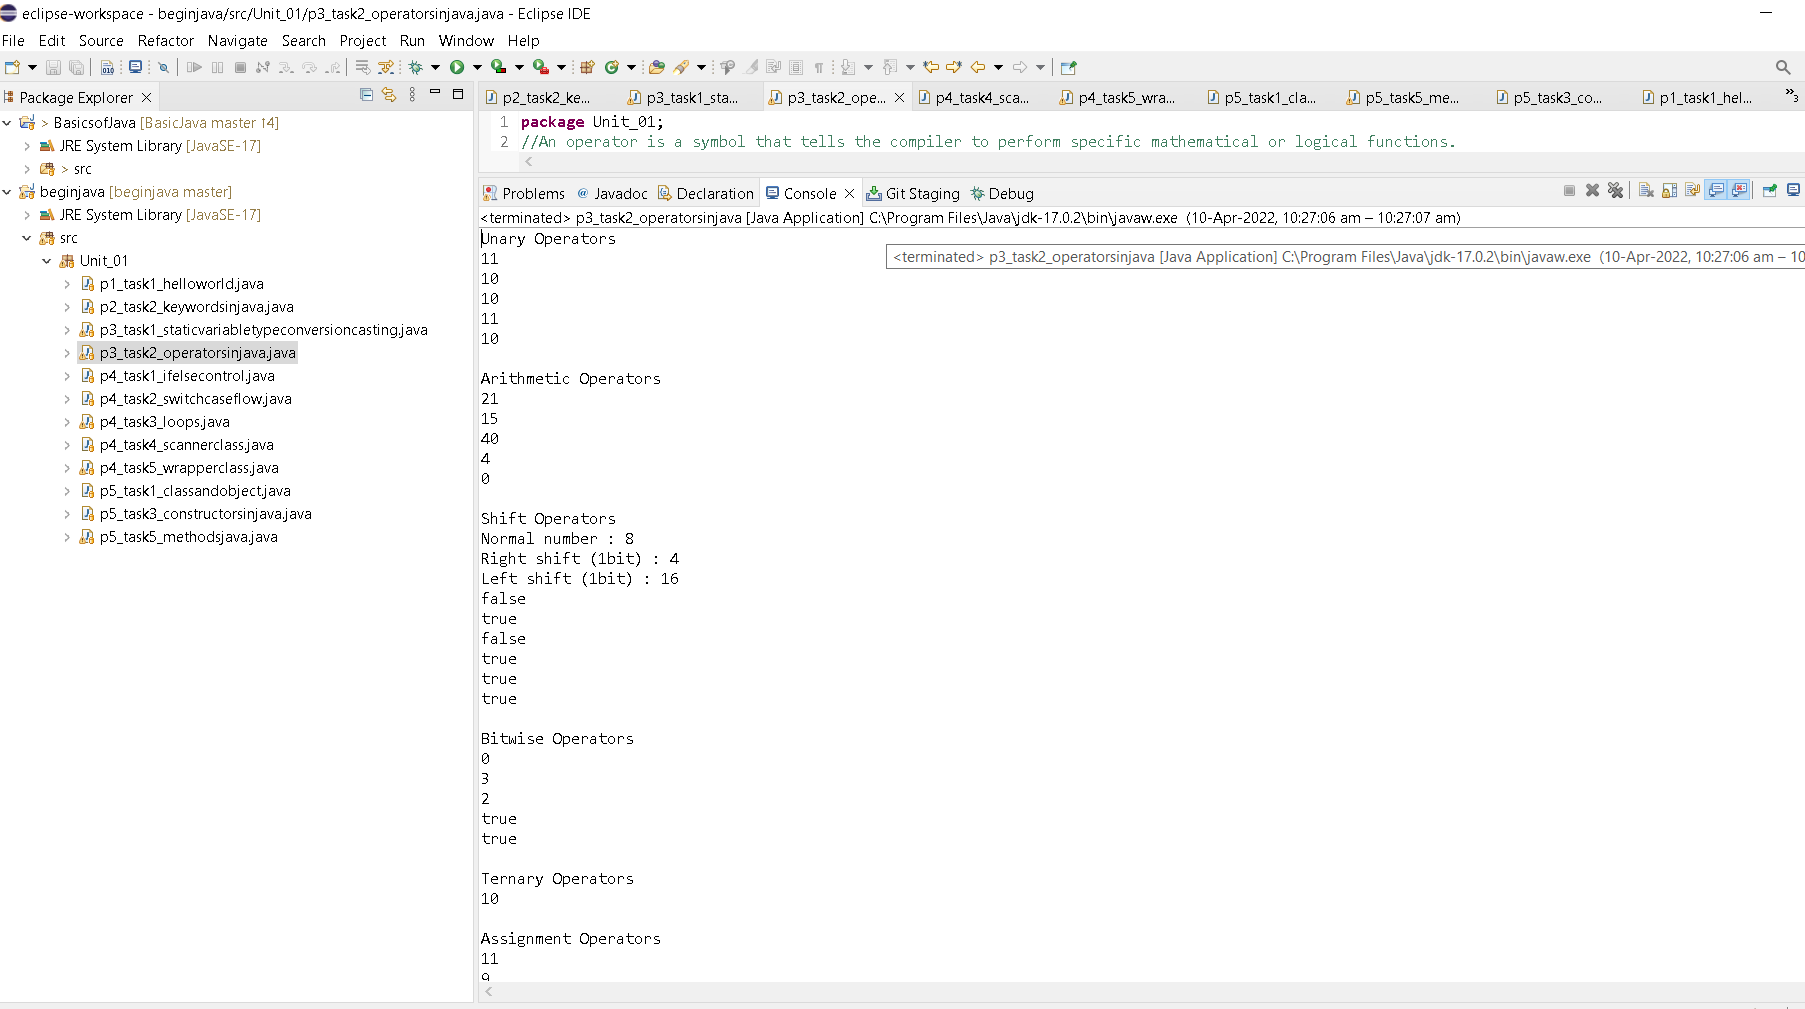 eclipse-workspace - beginjava/src/Unit_01/p3_task2_operatorsinjava.java - Eclipse IDE
File Edit Source Refactor Navigate Search Project Run Window Help
Package Explorer
> BasicsofJava [BasicJava master ↑4]
JRE System Library [JavaSE-17]
> src
beginjava [beginjava master]
JRE System Library [JavaSE-17]
src
Unit_01
p1_task1_helloworld.java
p2_task2_keywordsinjava.java
p3_task1_staticvariabletypeconversioncasting.java
p3_task2_operatorsinjava.java
p4_task1_ifelsecontrol.java
p4_task2_switchcaseflow.java
p4_task3_loops.java
p4_task4_scannerclass.java
p4_task5_wrapperclass.java
p5_task1_classandobject.java
p5_task3_constructorsinjava.java
p5_task5_methodsjava.java
p2_task2_ke... p3_task1_sta... p3_task2_ope... p4_task4_sca... p4_task5_wra... p5_task1_cla... p5_task5_me... p5_task3_co... p1_task1_hel... »3
1 package Unit_01;
2 //An operator is a symbol that tells the compiler to perform specific mathematical or logical functions.
Problems @ Javadoc Declaration Console Git Staging Debug
<terminated> p3_task2_operatorsinjava [Java Application] C:\Program Files\Java\jdk-17.0.2\bin\javaw.exe (10-Apr-2022, 10:27:06 am – 10:27:07 am)
Unary Operators
<terminated> p3_task2_operatorsinjava [Java Application] C:\Program Files\Java\jdk-17.0.2\bin\javaw.exe (10-Apr-2022, 10:27:06 am – 10
11
10
10
11
10
Arithmetic Operators
21
15
40
4
0
Shift Operators
Normal number : 8
Right shift (1bit) : 4
Left shift (1bit) : 16
false
true
false
true
true
true
Bitwise Operators
0
3
2
true
true
Ternary Operators
10
Assignment Operators
11
9